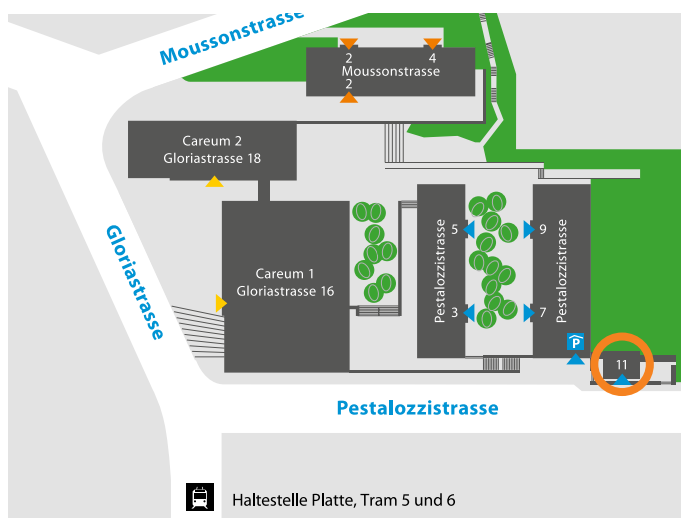 Moussonstrasse
2
4
Moussonstrasse
2
Careum 2
Gloriastrasse 18
Gloriastrasse
Careum 1
Gloriastrasse 16
Pestalozzistrasse
5
3
9
7
Pestalozzistrasse
P
11
Pestalozzistrasse
Haltestelle Platte, Tram 5 und 6